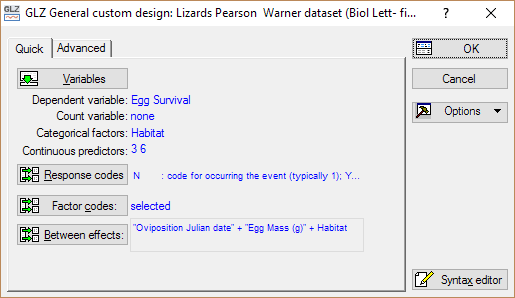 GLZ GLZ General custom design: Lizards Pearson Warner dataset (Biol Lett- fi... ? ×
Quick Advanced
Variables
Dependent variable: Egg Survival
Count variable: none
Categorical factors: Habitat
Continuous predictors: 3 6
Response codes N : code for occurring the event (typically 1); Y...
Factor codes: selected
Between effects: "Oviposition Julian date" + "Egg Mass (g)" + Habitat
OK
Cancel
Options
Syntax editor